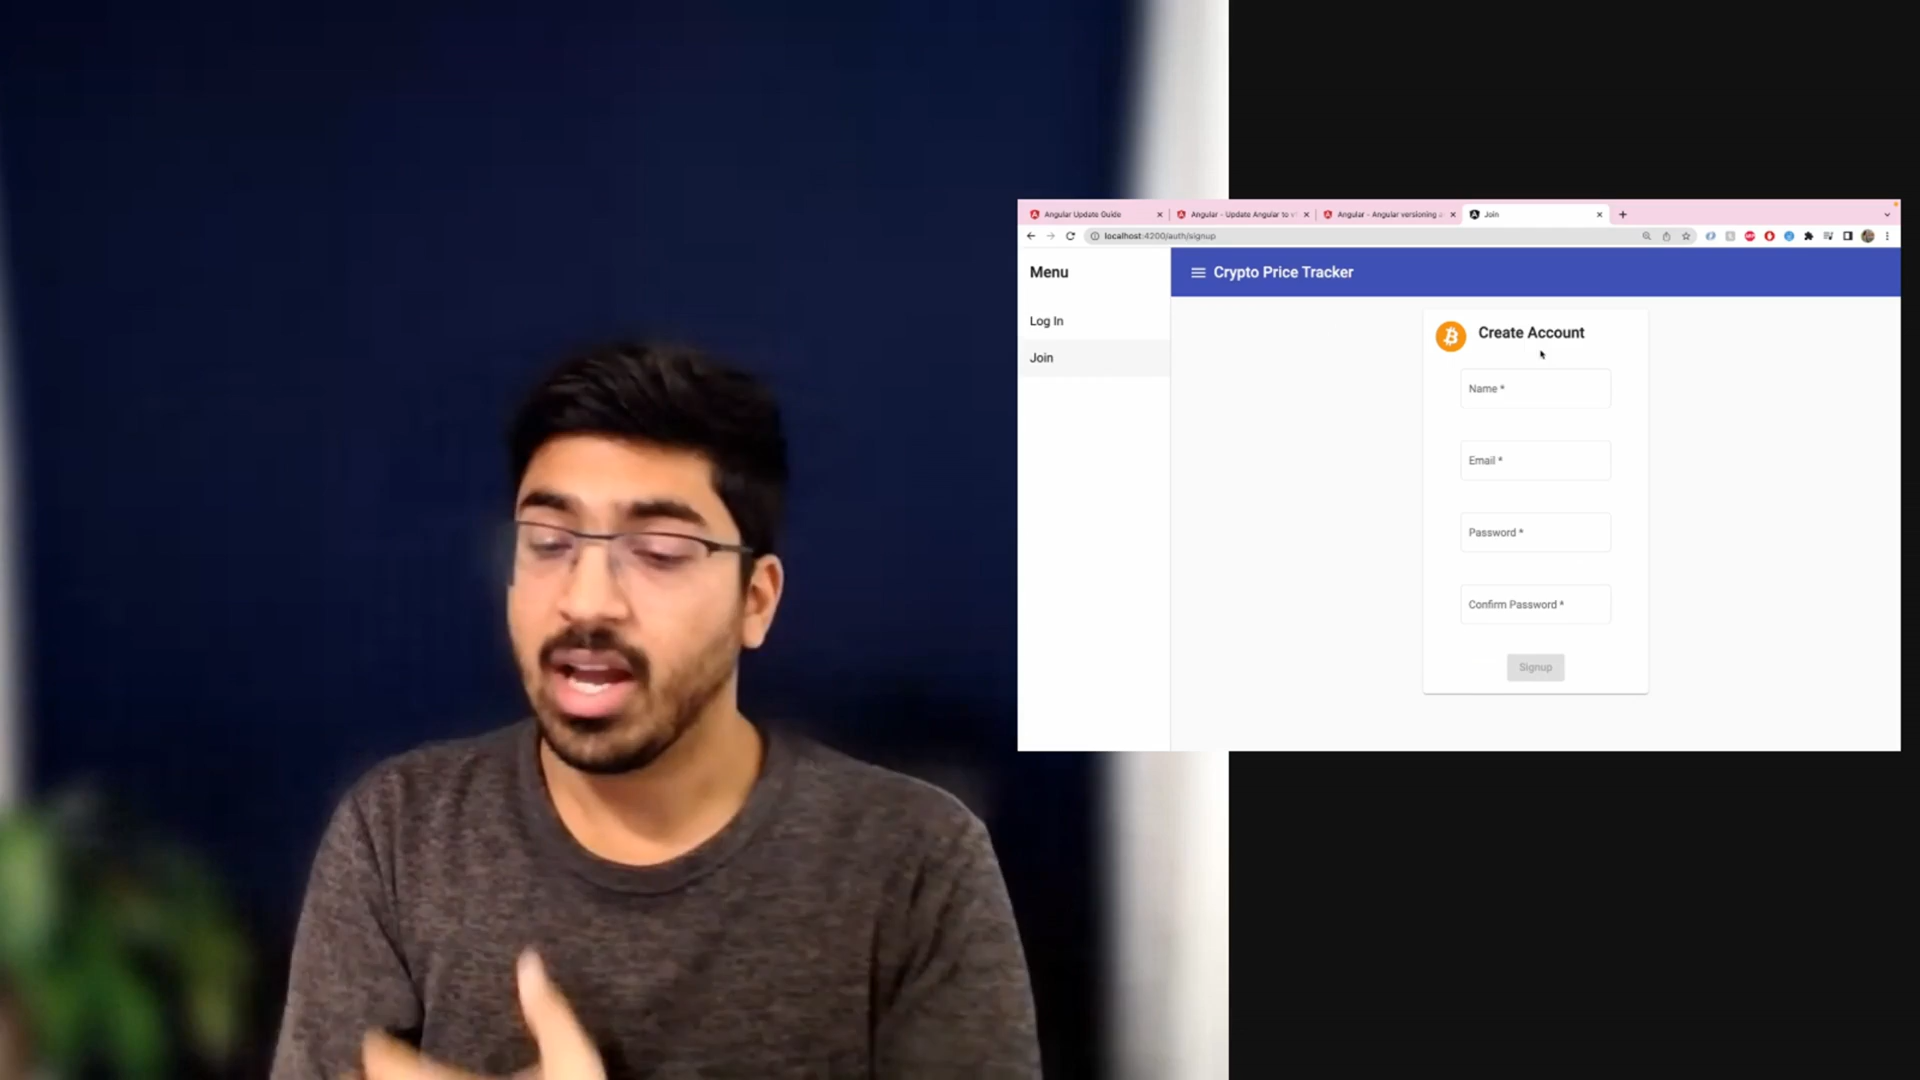 Angular Update Guide
Angular - Update Angular to v
Angular - Angular versioning
Join
localhost:4200/auth/signup
Menu
Crypto Price Tracker
Log In
Join
Create Account
Name *
Email *
Password *
Confirm Password *
Signup